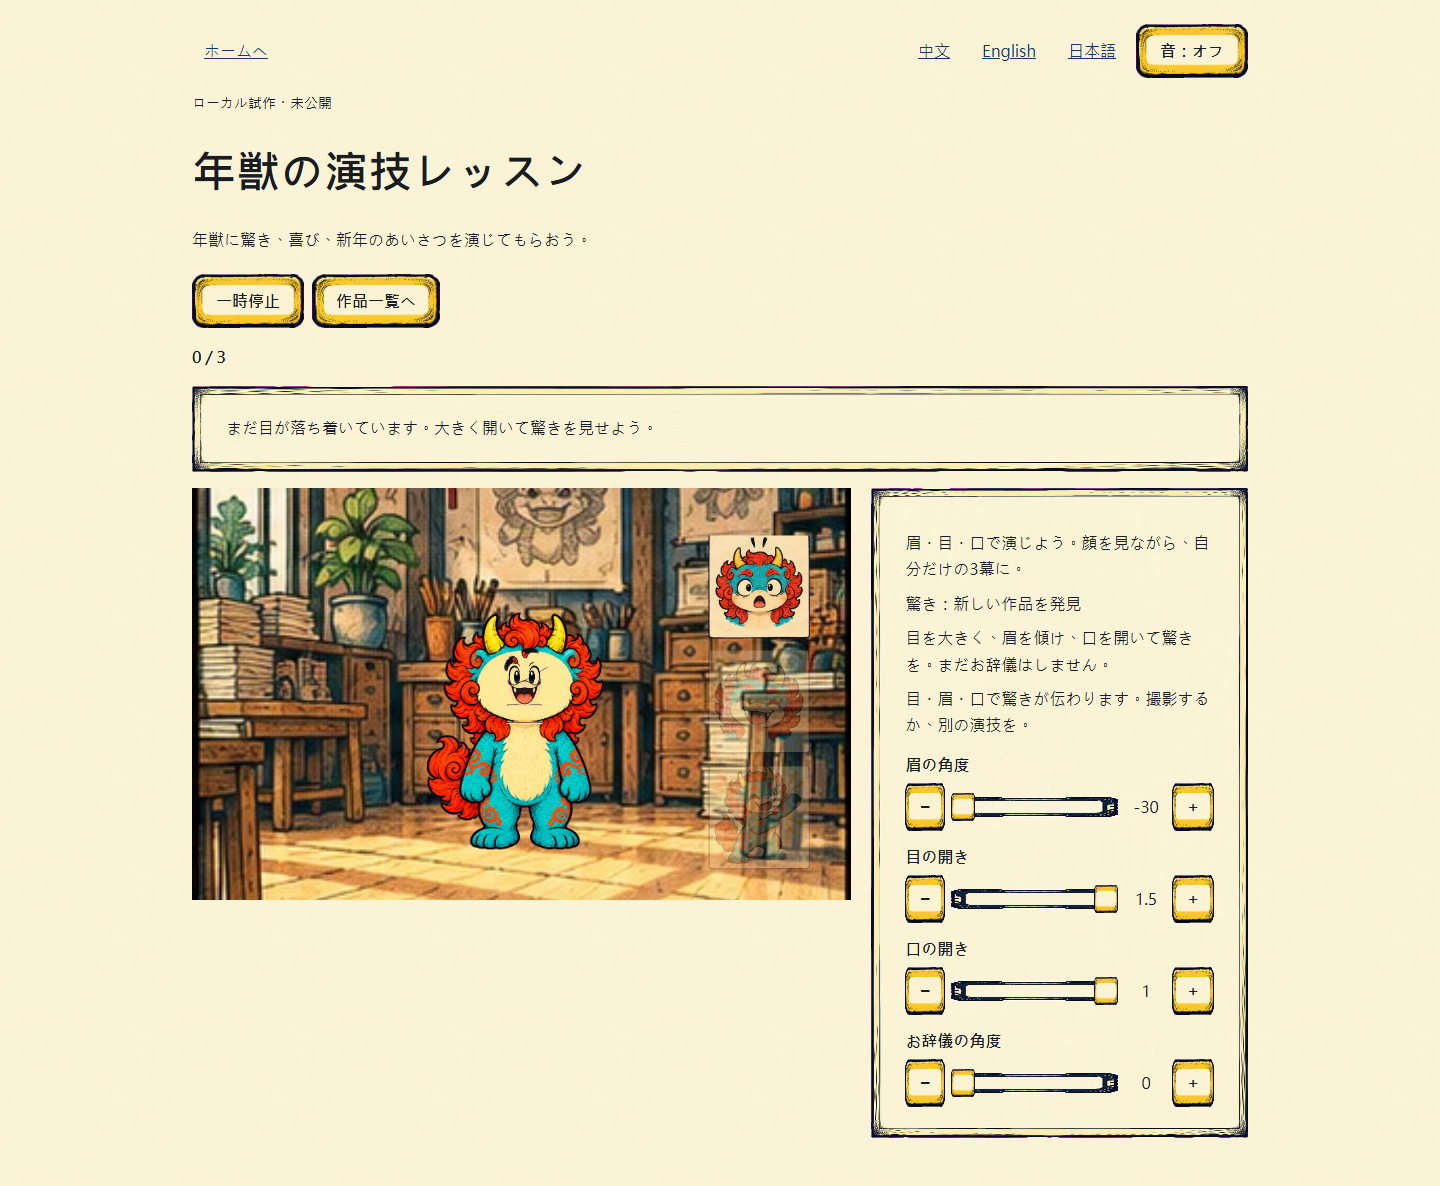 ホームへ
中文 English 日本語 音：オフ
ローカル試作・未公開
年獣の演技レッスン
年獣に驚き、喜び、新年のあいさつを演じてもらおう。
一時停止 作品一覧へ
0 / 3
まだ目が落ち着いています。大きく開いて驚きを見せよう。
眉・目・口で演じよう。顔を見ながら、自
分だけの3幕に。
驚き：新しい作品を発見
目を大きく、眉を傾け、口を開いて驚き
を。まだお辞儀はしません。
目・眉・口で驚きが伝わります。撮影する
か、別の演技を。
眉の角度
− -30 +
目の開き
− 1.5 +
口の開き
− 1 +
お辞儀の角度
− 0 +